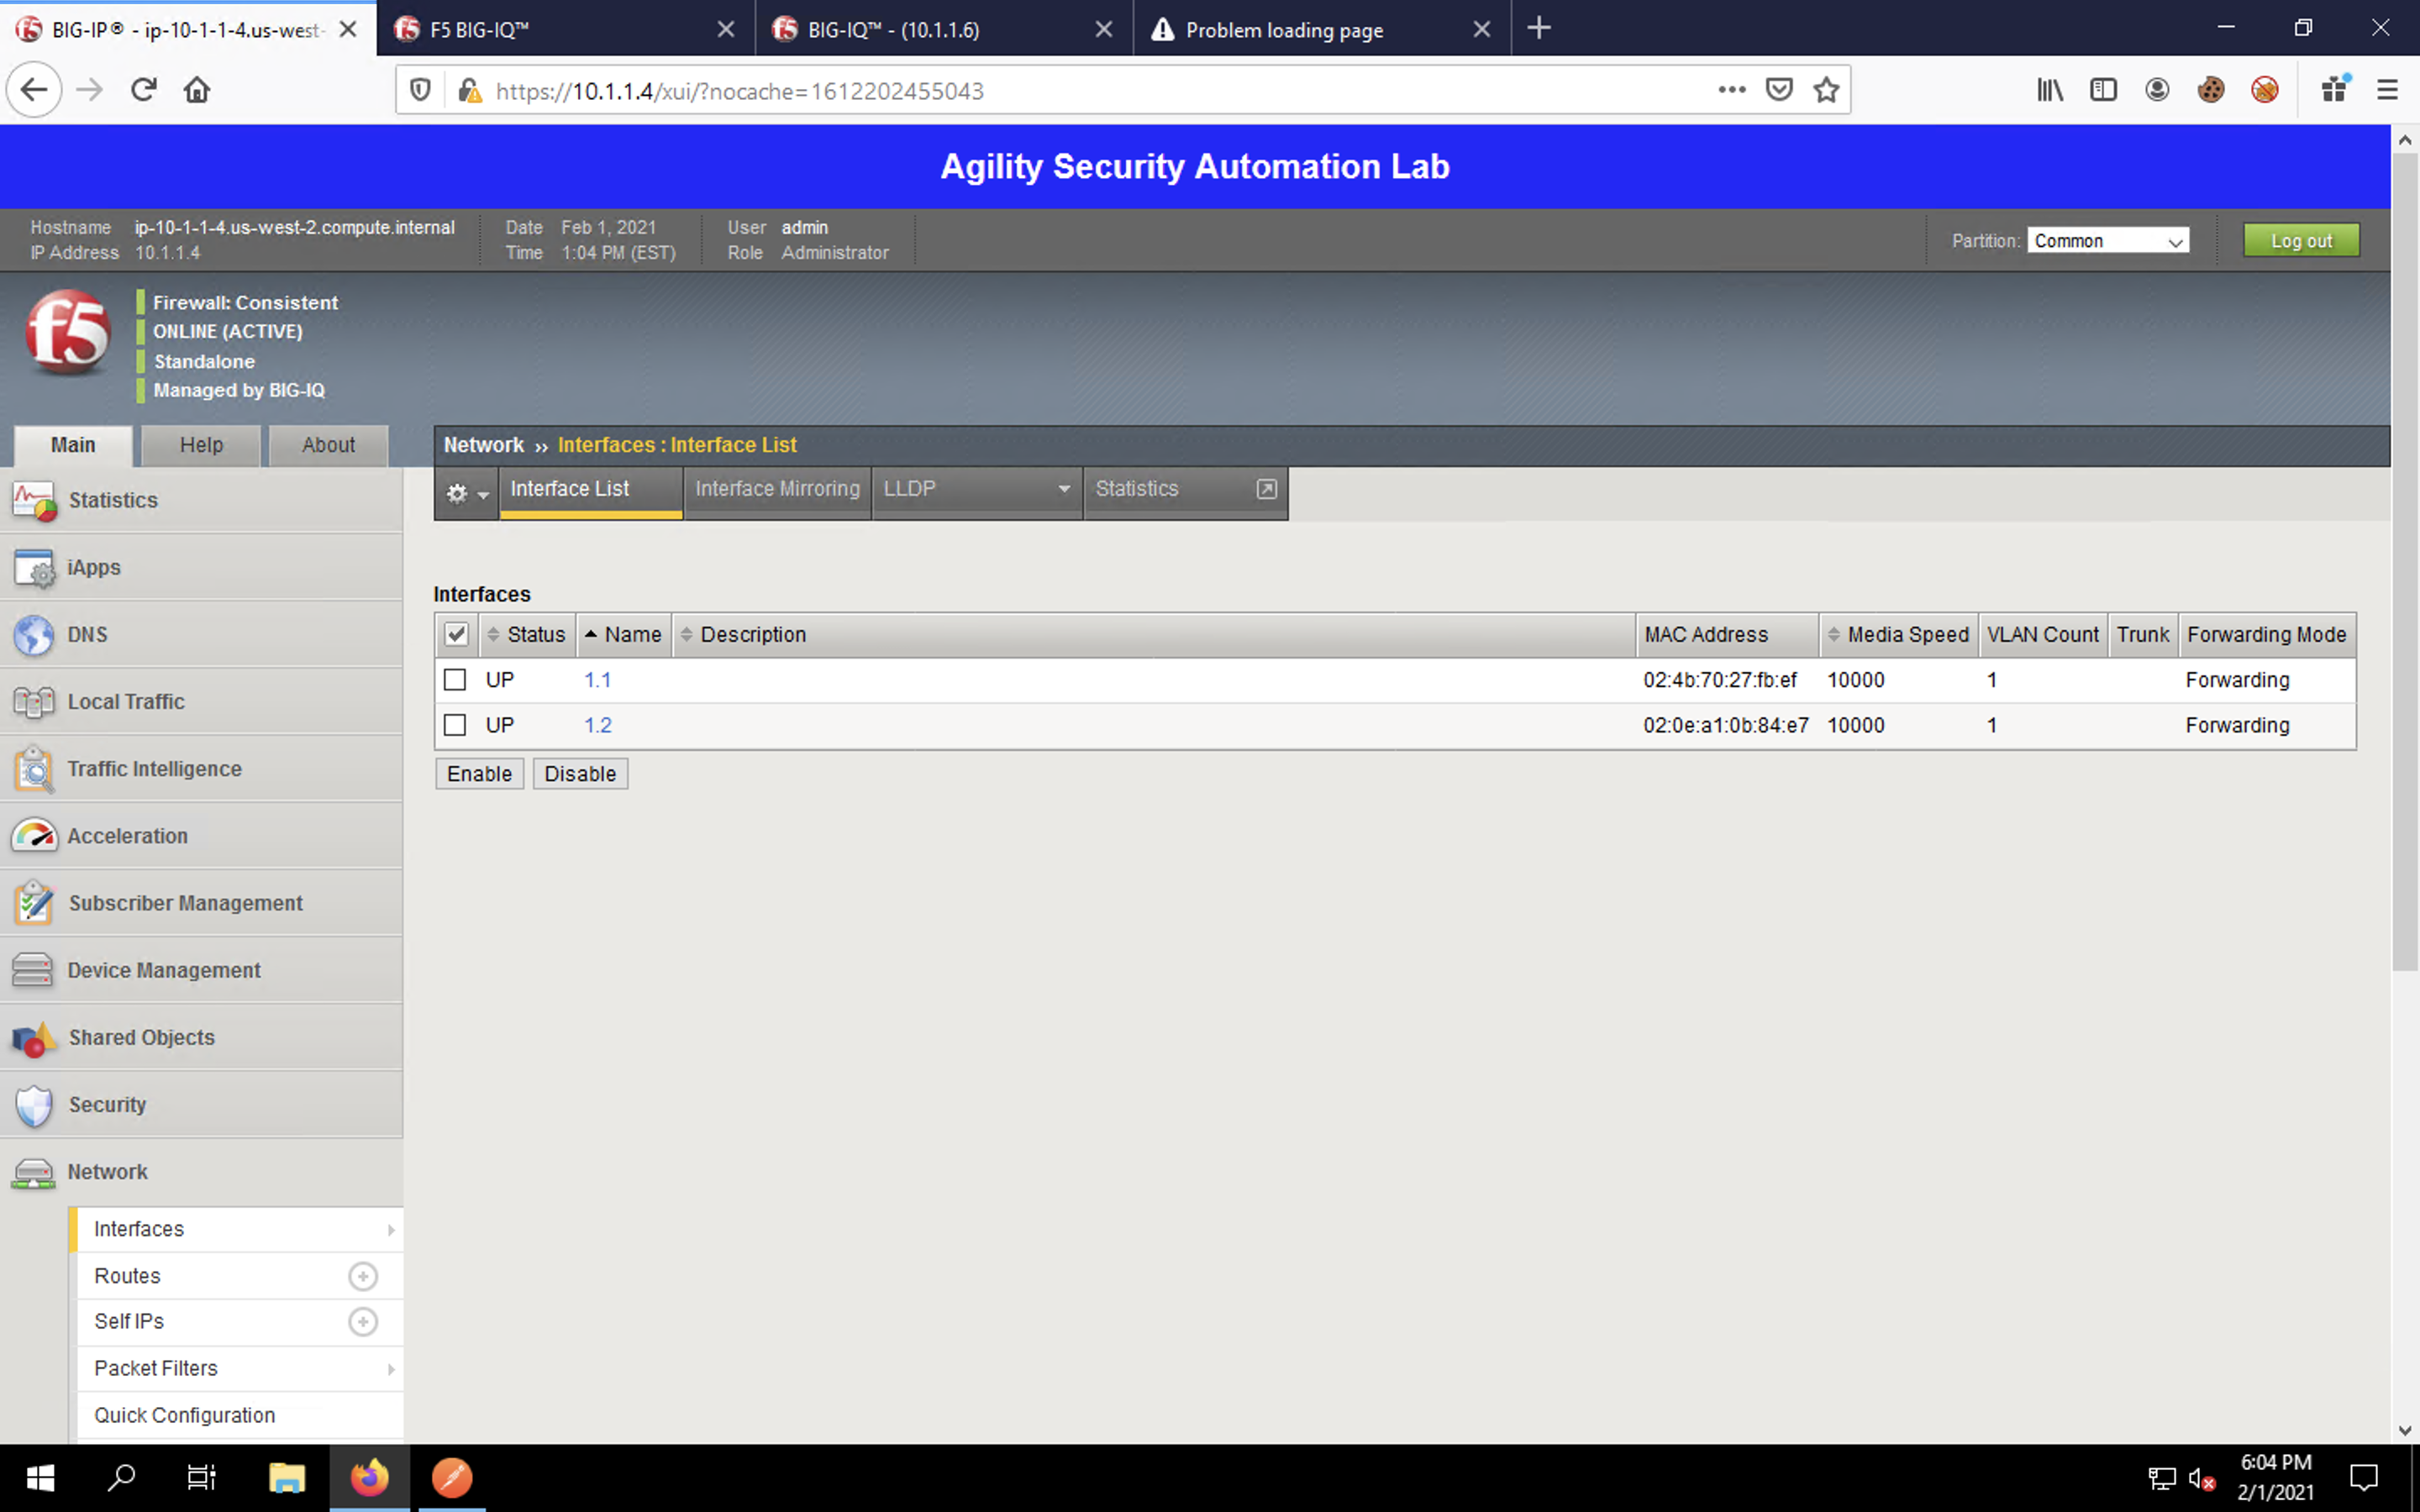 BIG-IP® - ip-10-1-1-4.us-west-
F5 BIG-IQ™
BIG-IQ™ - (10.1.1.6)
Problem loading page
https://10.1.1.4/xui/?nocache=1612202455043
Agility Security Automation Lab
Hostname ip-10-1-1-4.us-west-2.compute.internal
IP Address 10.1.1.4
Date Feb 1, 2021
Time 1:04 PM (EST)
User admin
Role Administrator
Partition: Common
Log out
f5
Firewall: Consistent
ONLINE (ACTIVE)
Standalone
Managed by BIG-IQ
Main Help About
Network ›› Interfaces : Interface List
Interface List Interface Mirroring LLDP Statistics
Statistics
iApps
DNS
Local Traffic
Traffic Intelligence
Acceleration
Subscriber Management
Device Management
Shared Objects
Security
Network
Interfaces
Routes
Self IPs
Packet Filters
Quick Configuration
Interfaces
Status Name Description MAC Address Media Speed VLAN Count Trunk Forwarding Mode
UP 1.1 02:4b:70:27:fb:ef 10000 1 Forwarding
UP 1.2 02:0e:a1:0b:84:e7 10000 1 Forwarding
Enable Disable
6:04 PM
2/1/2021